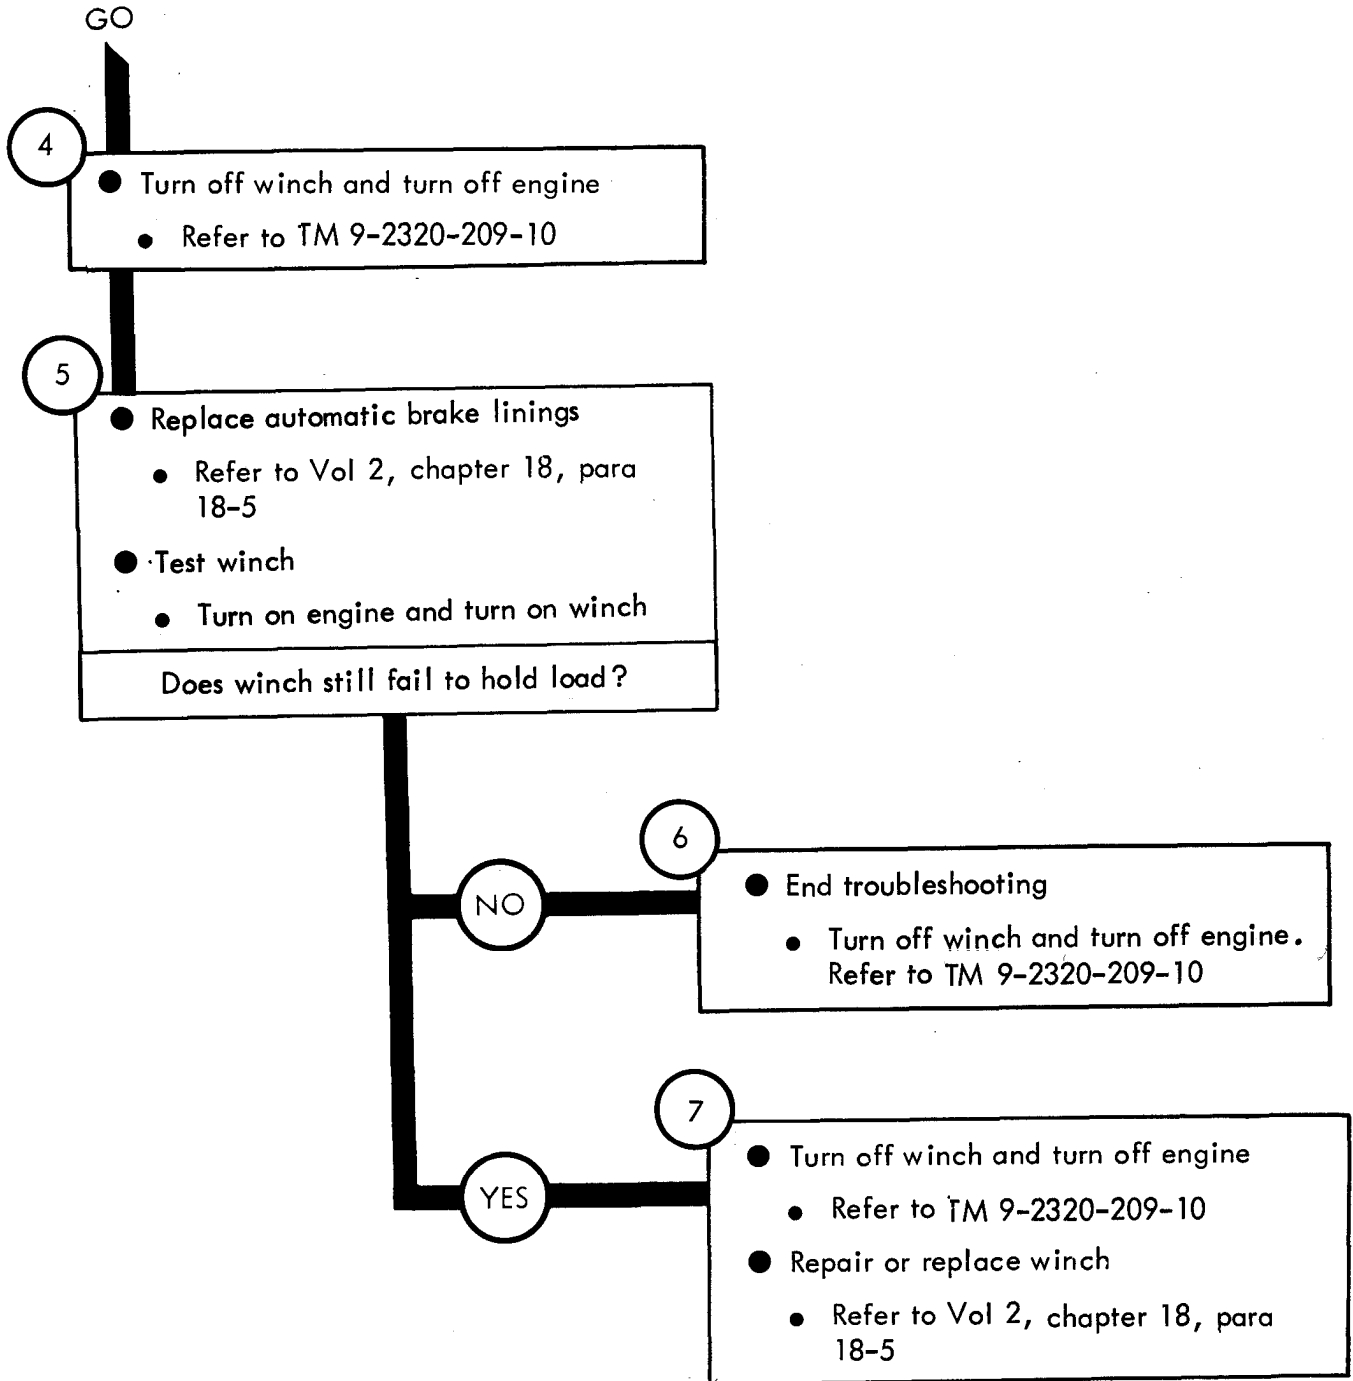 GO
4
● Turn off winch and turn off engine
● Refer to TM 9-2320-209-10
5
● Replace automatic brake linings
● Refer to Vol 2, chapter 18, para
18-5
● Test winch
● Turn on engine and turn on winch
Does winch still fail to hold load?
6
NO
● End troubleshooting
● Turn off winch and turn off engine.
Refer to TM 9-2320-209-10
7
YES
● Turn off winch and turn off engine
● Refer to TM 9-2320-209-10
● Repair or replace winch
● Refer to Vol 2, chapter 18, para
18-5